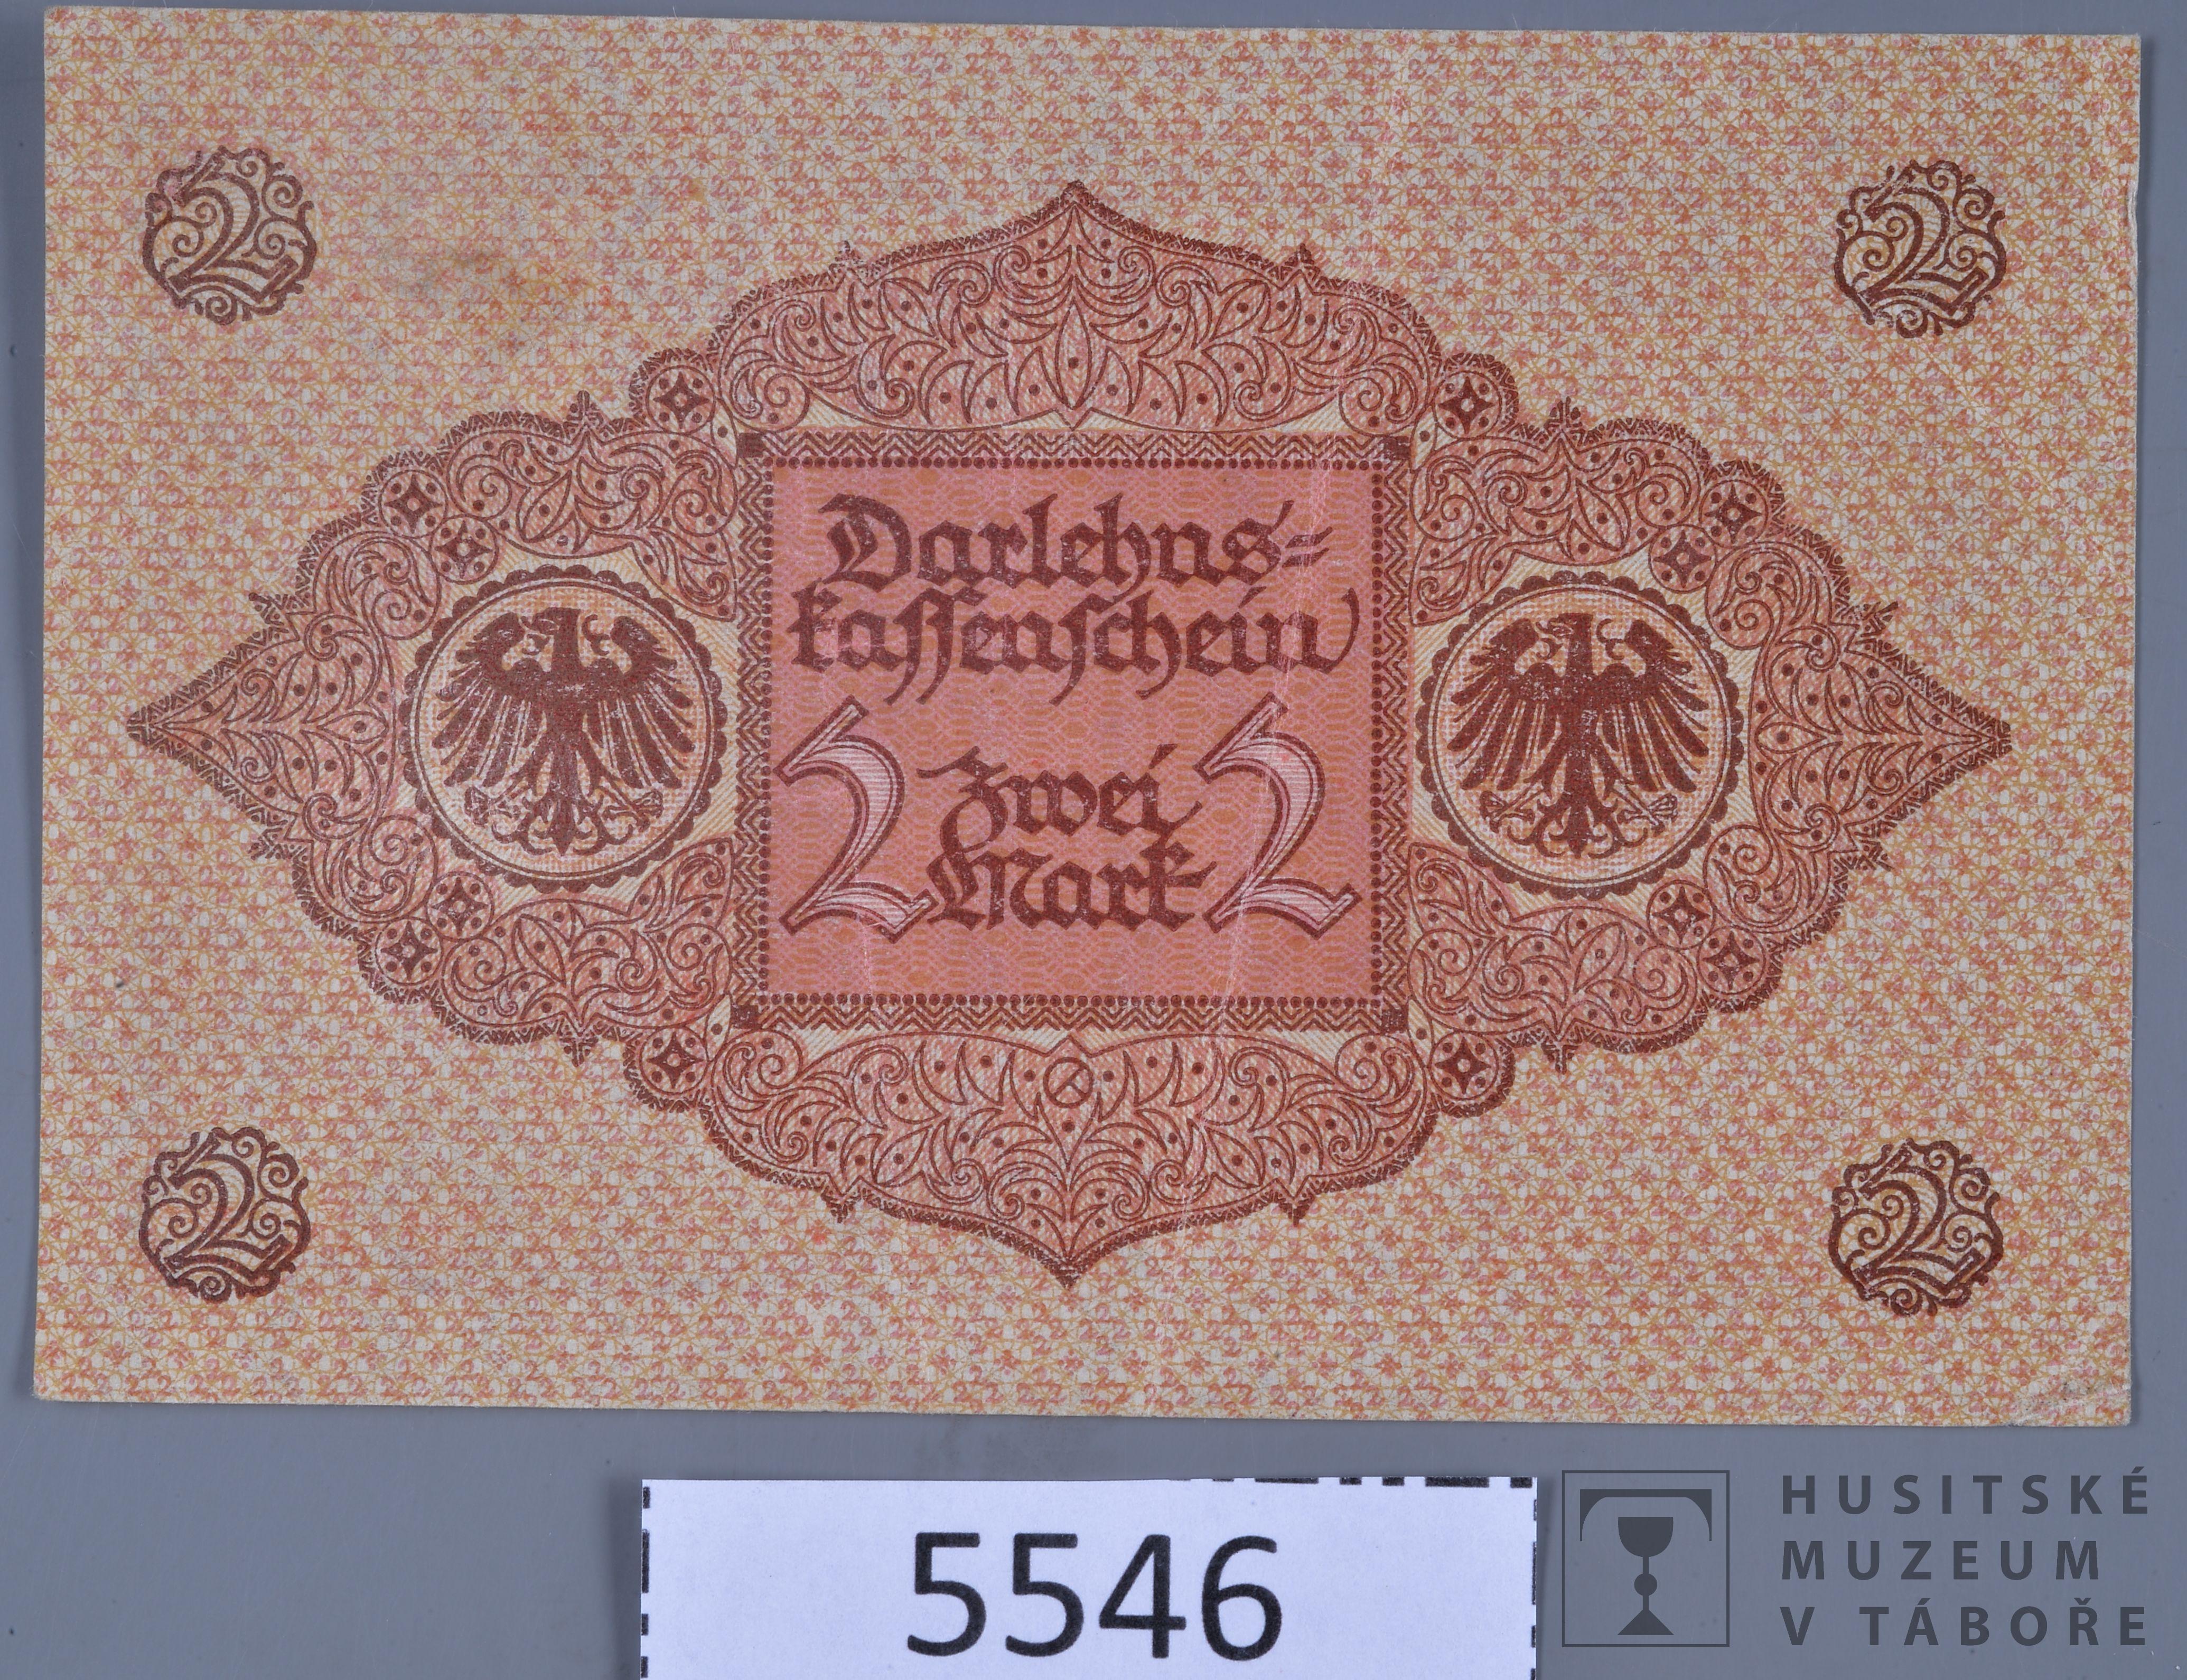 2 2
Darlehns=
kassenschein
2 zwei 2
Mark
2 2
5546
HUSITSKÉ
MUZEUM
V TÁBOŘE